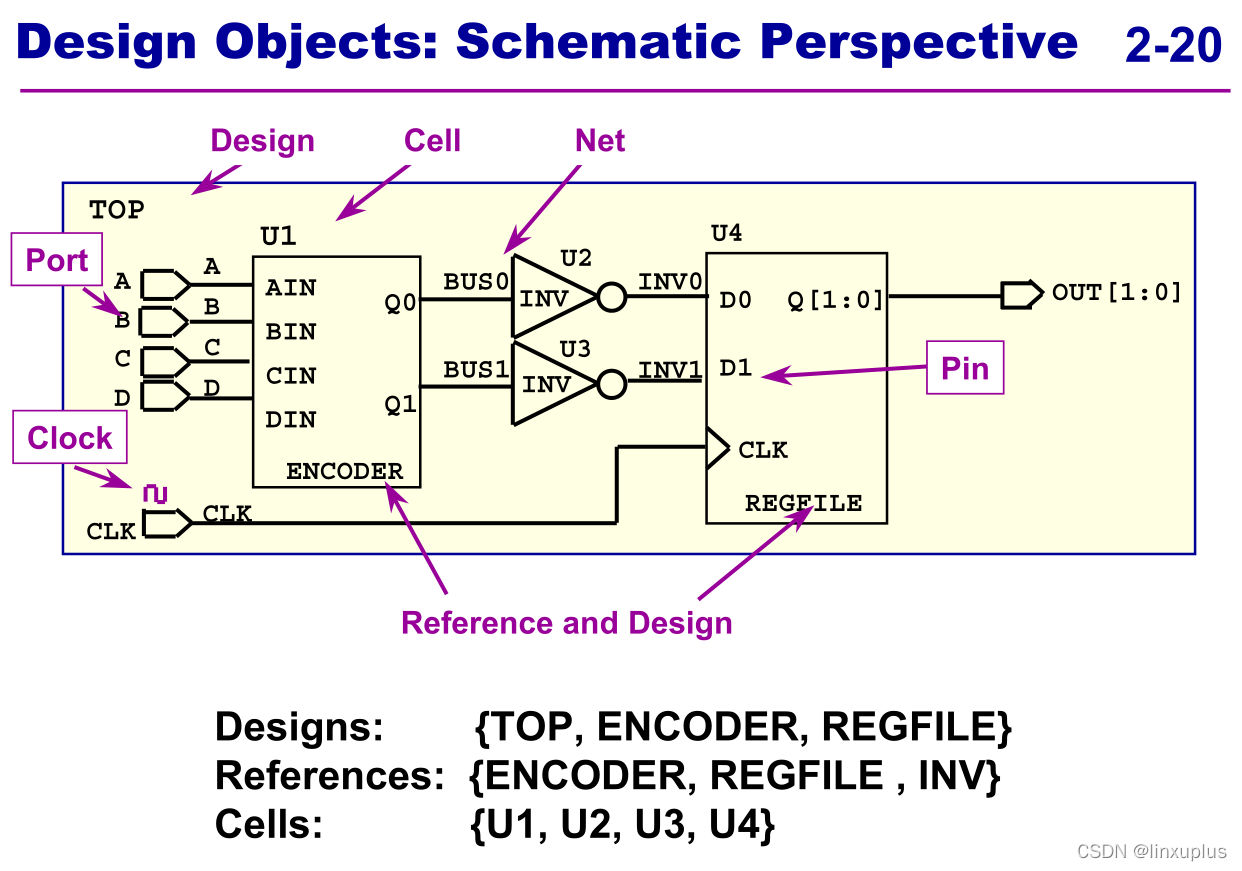 Design Objects: Schematic Perspective 2-20
Design Cell Net
TOP
U1
U4
Port
A A
B B
C C
D D
AIN
BIN
CIN
DIN
Q0
Q1
ENCODER
BUS0
BUS1
U2
INV
U3
INV
INV0
INV1
D0
D1
Q[1:0]
CLK
REGFILE
OUT[1:0]
Pin
Clock
CLK CLK
Reference and Design
Designs: {TOP, ENCODER, REGFILE}
References: {ENCODER, REGFILE , INV}
Cells: {U1, U2, U3, U4}
CSDN @linxuplus